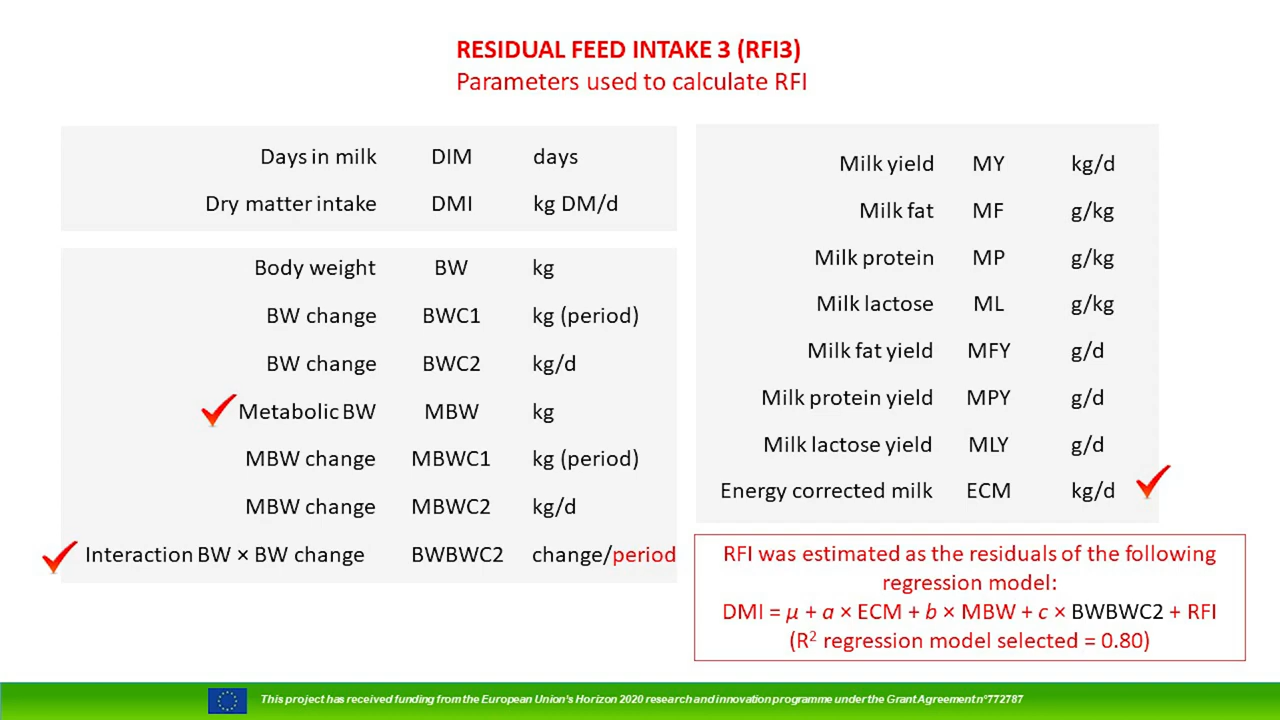 RESIDUAL FEED INTAKE 3 (RFI3)
Parameters used to calculate RFI
Days in milk DIM days
Dry matter intake DMI kg DM/d
Body weight BW kg
BW change BWC1 kg (period)
BW change BWC2 kg/d
Metabolic BW MBW kg
MBW change MBWC1 kg (period)
MBW change MBWC2 kg/d
Interaction BW × BW change BWBWC2 change/period
Milk yield MY kg/d
Milk fat MF g/kg
Milk protein MP g/kg
Milk lactose ML g/kg
Milk fat yield MFY g/d
Milk protein yield MPY g/d
Milk lactose yield MLY g/d
Energy corrected milk ECM kg/d
RFI was estimated as the residuals of the following
regression model:
DMI = μ + a × ECM + b × MBW + c × BWBWC2 + RFI
(R² regression model selected = 0.80)
This project has received funding from the European Union's Horizon 2020 research and innovation programme under the Grant Agreement n°772787